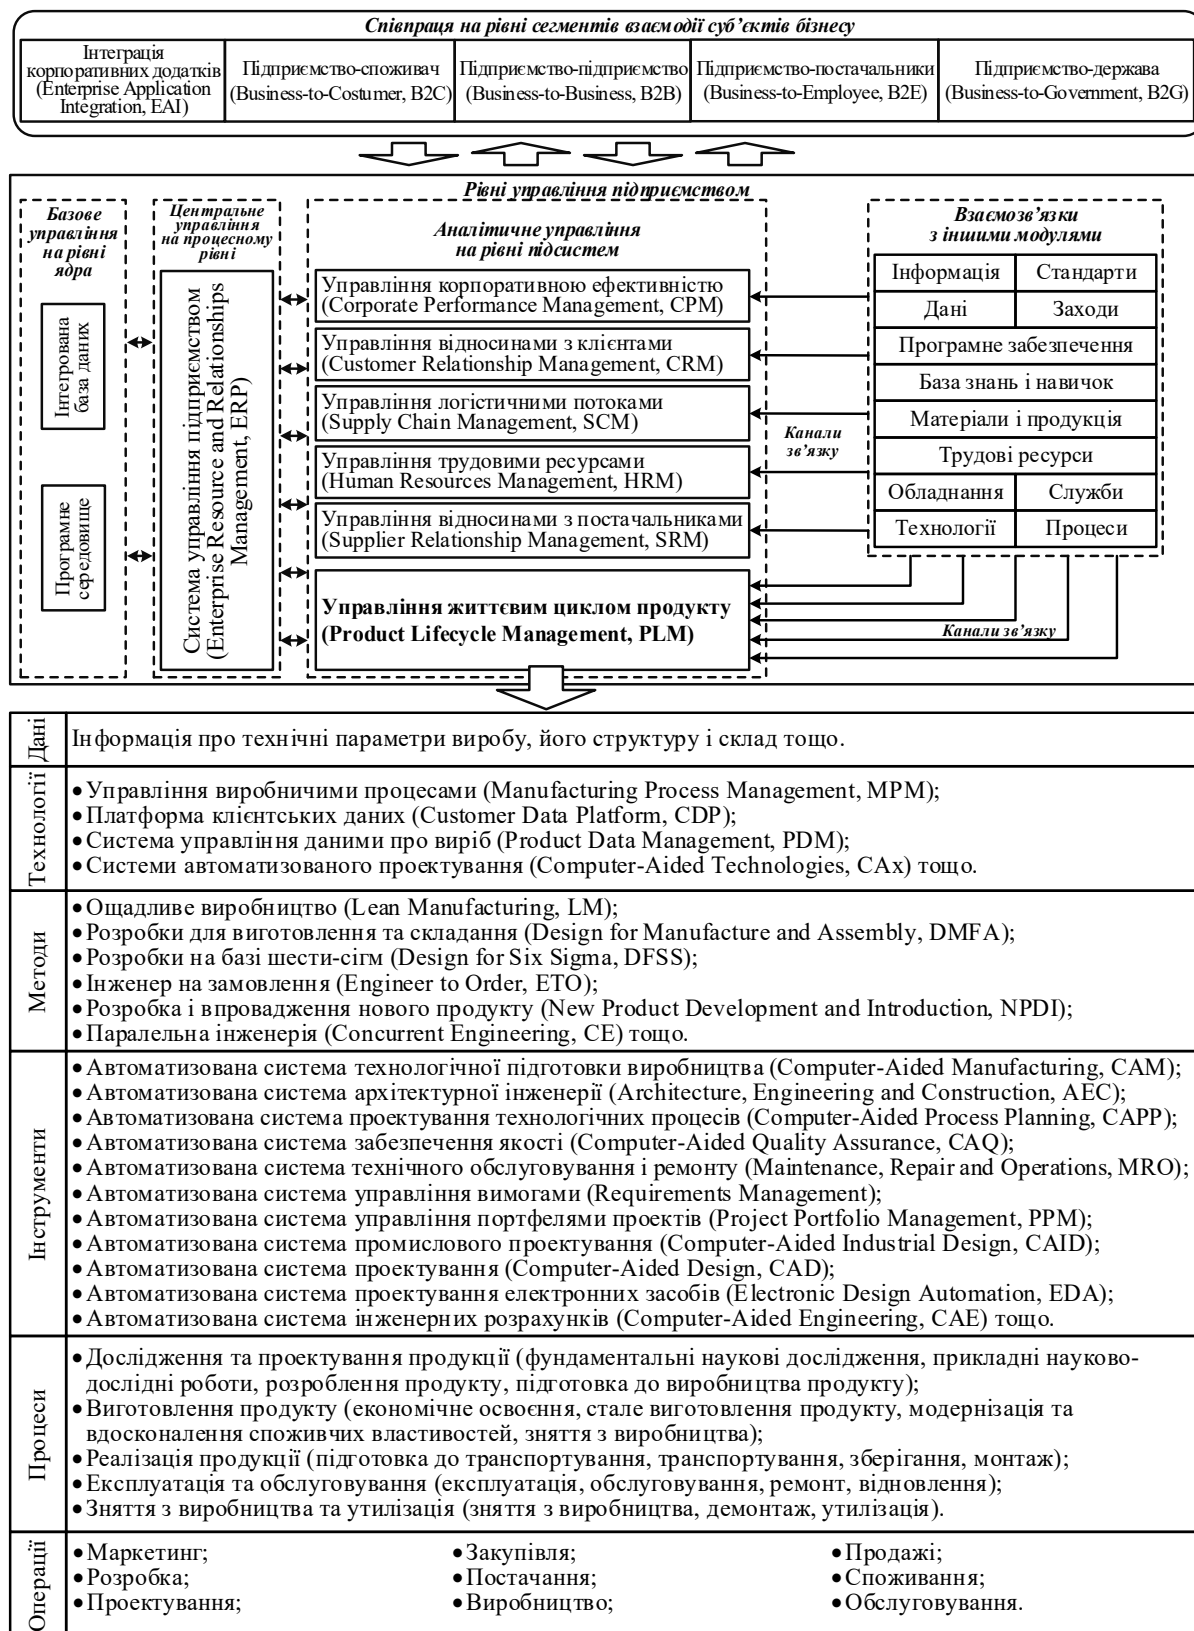 Співпраця на рівні сегментів взаємодії суб’єктів бізнесу
Інтеграція
корпоративних додатків
(Enterprise Application
Integration, EAI)
Підприємство-споживач
(Business-to-Costumer, B2C)
Підприємство-підприємство
(Business-to-Business, B2B)
Підприємство-постачальники
(Business-to-Employee, B2E)
Підприємство-держава
(Business-to-Government, B2G)
Рівні управління підприємством
Базове
управління
на рівні
ядра
Інтегрована
база даних
Програмне
середовище
Центральне
управління
на процесному
рівні
Система управління підприємством
(Enterprise Resource and Relationships
Management, ERP)
Аналітичне управління
на рівні підсистем
Управління корпоративною ефективністю
(Corporate Performance Management, CPM)
Управління відносинами з клієнтами
(Customer Relationship Management, CRM)
Управління логістичними потоками
(Supply Chain Management, SCM)
Управління трудовими ресурсами
(Human Resources Management, HRM)
Управління відносинами з постачальниками
(Supplier Relationship Management, SRM)
Управління життєвим циклом продукту
(Product Lifecycle Management, PLM)
Канали
зв’язку
Взаємозв’язки
з іншими модулями
Інформація
Стандарти
Дані
Заходи
Програмне забезпечення
База знань і навичок
Матеріали і продукція
Трудові ресурси
Обладнання
Служби
Технології
Процеси
Канали зв’язку
Дані
Інформація про технічні параметри виробу, його структуру і склад тощо.
Технології
• Управління виробничими процесами (Manufacturing Process Management, MPM);
• Платформа клієнтських даних (Customer Data Platform, CDP);
• Система управління даними про виріб (Product Data Management, PDM);
• Системи автоматизованого проектування (Computer-Aided Technologies, CAx) тощо.
Методи
• Ощадливе виробництво (Lean Manufacturing, LM);
• Розробки для виготовлення та складання (Design for Manufacture and Assembly, DMFA);
• Розробки на базі шести-сігм (Design for Six Sigma, DFSS);
• Інженер на замовлення (Engineer to Order, ETO);
• Розробка і впровадження нового продукту (New Product Development and Introduction, NPDI);
• Паралельна інженерія (Concurrent Engineering, CE) тощо.
Інструменти
• Автоматизована система технологічної підготовки виробництва (Computer-Aided Manufacturing, CAM);
• Автоматизована система архітектурної інженерії (Architecture, Engineering and Construction, AEC);
• Автоматизована система проектування технологічних процесів (Computer-Aided Process Planning, CAPP);
• Автоматизована система забезпечення якості (Computer-Aided Quality Assurance, CAQ);
• Автоматизована система технічного обслуговування і ремонту (Maintenance, Repair and Operations, MRO);
• Автоматизована система управління вимогами (Requirements Management);
• Автоматизована система управління портфелями проектів (Project Portfolio Management, PPM);
• Автоматизована система промислового проектування (Computer-Aided Industrial Design, CAID);
• Автоматизована система проектування (Computer-Aided Design, CAD);
• Автоматизована система проектування електронних засобів (Electronic Design Automation, EDA);
• Автоматизована система інженерних розрахунків (Computer-Aided Engineering, CAE) тощо.
Процеси
• Дослідження та проектування продукції (фундаментальні наукові дослідження, прикладні науково-
дослідні роботи, розроблення продукту, підготовка до виробництва продукту);
• Виготовлення продукту (економічне освоєння, стале виготовлення продукту, модернізація та
вдосконалення споживчих властивостей, зняття з виробництва);
• Реалізація продукції (підготовка до транспортування, транспортування, зберігання, монтаж);
• Експлуатація та обслуговування (експлуатація, обслуговування, ремонт, відновлення);
• Зняття з виробництва та утилізація (зняття з виробництва, демонтаж, утилізація).
Операції
• Маркетинг;
• Розробка;
• Проектування;
• Закупівля;
• Постачання;
• Виробництво;
• Продажі;
• Споживання;
• Обслуговування.